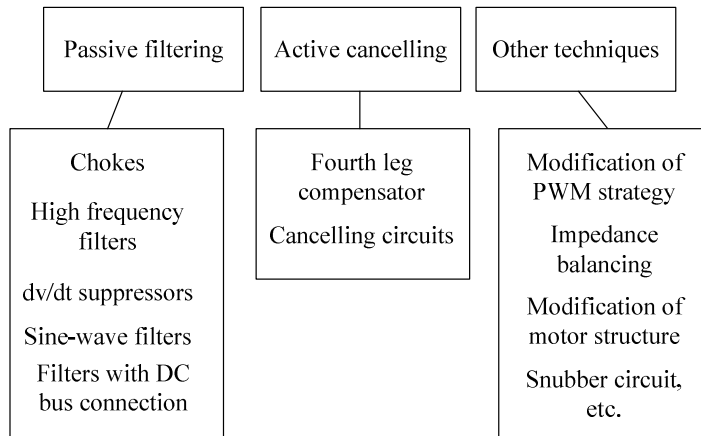 Passive filtering
Active cancelling
Other techniques
Chokes
High frequency
filters
dv/dt suppressors
Sine-wave filters
Filters with DC
bus connection
Fourth leg
compensator
Cancelling circuits
Modification of
PWM strategy
Impedance
balancing
Modification of
motor structure
Snubber circuit,
etc.